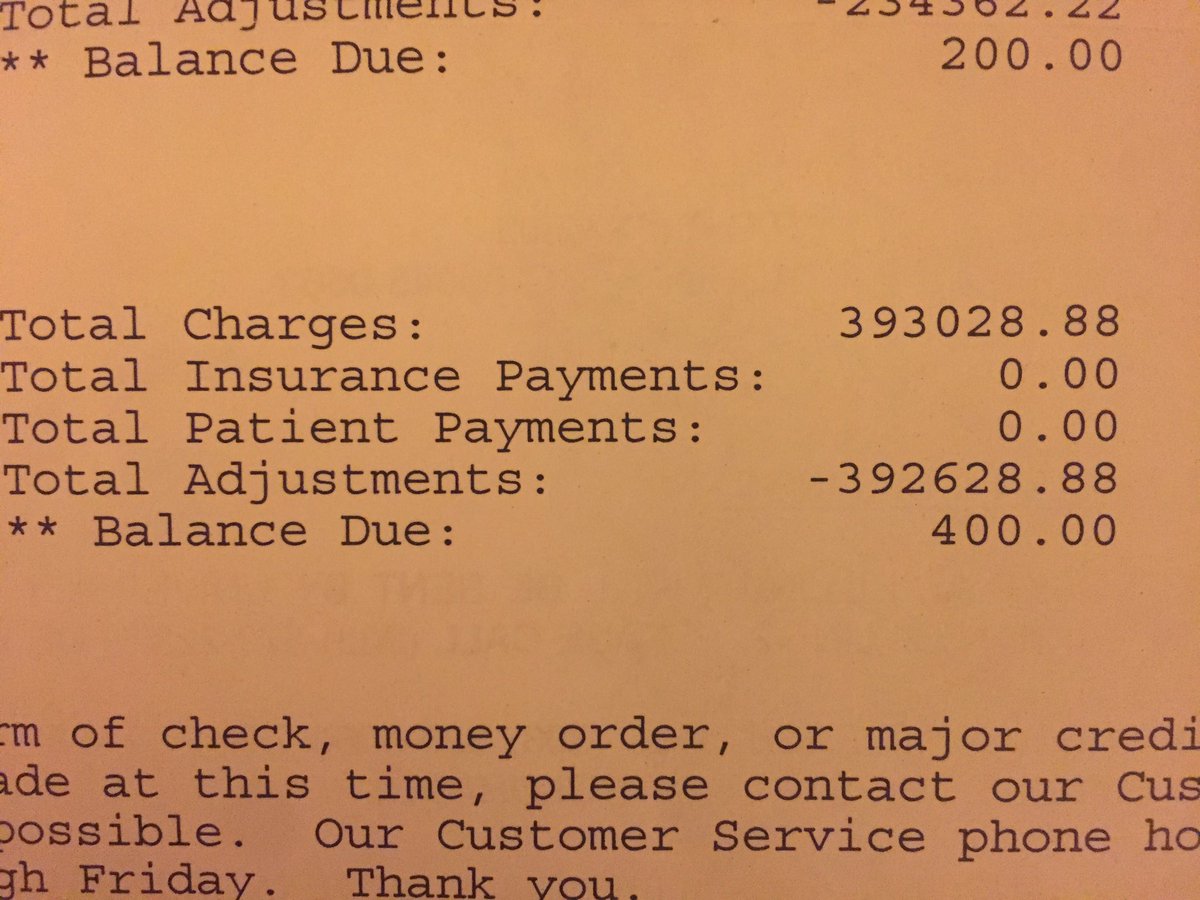 Total Adjustments: -234362.22
** Balance Due: 200.00
Total Charges: 393028.88
Total Insurance Payments: 0.00
Total Patient Payments: 0.00
Total Adjustments: -392628.88
** Balance Due: 400.00
rm of check, money order, or major credi
ade at this time, please contact our Cus
possible. Our Customer Service phone ho
gh Friday. Thank you.